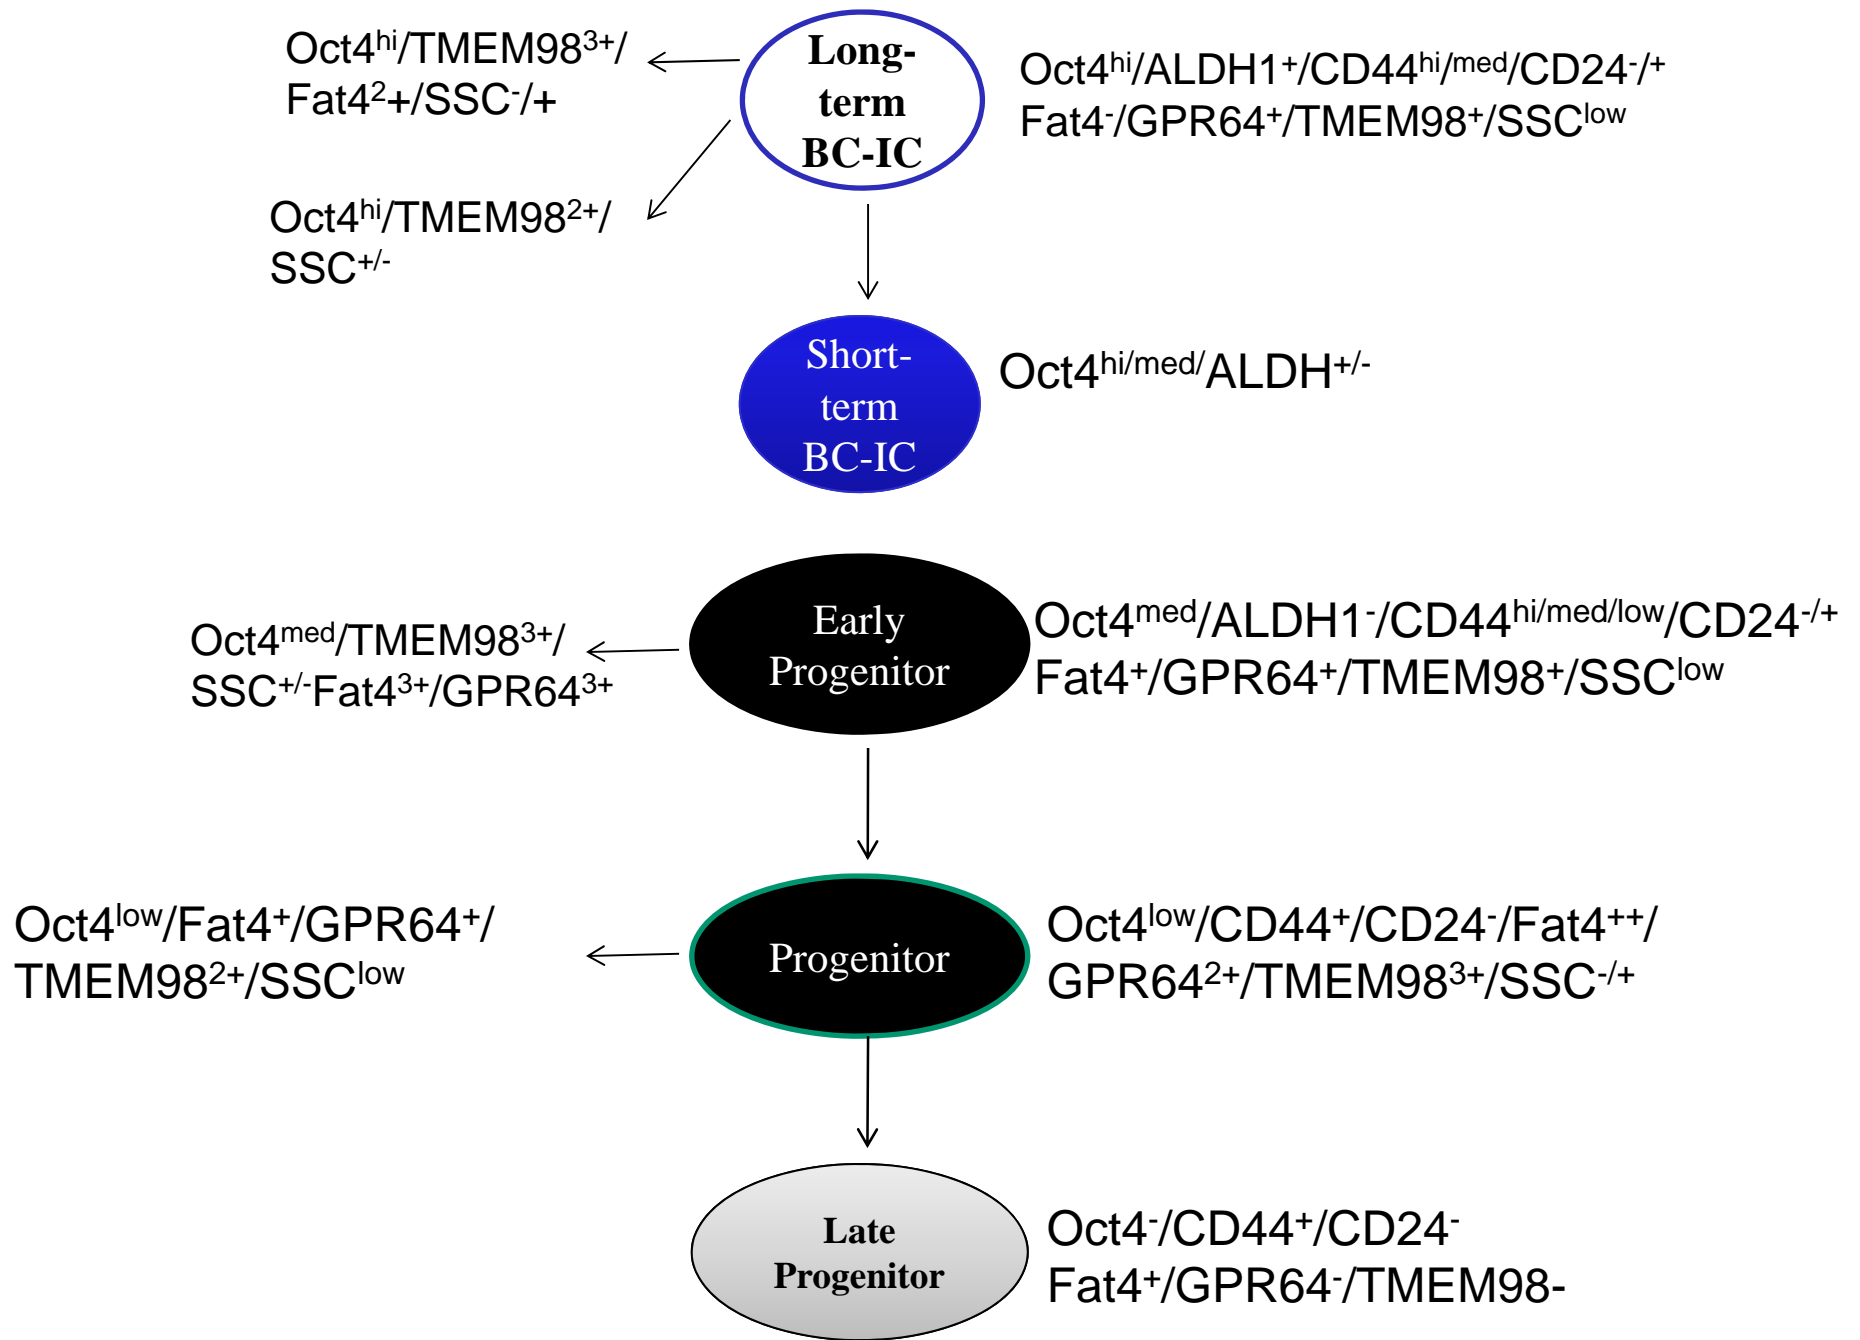 Oct4ʰⁱ/TMEM98³⁺/
Fat4²+/SSC⁻/+
Long-
term
BC-IC
Oct4ʰⁱ/ALDH1⁺/CD44ʰⁱ/ᵐᵉᵈ/CD24⁻/⁺
Fat4⁻/GPR64⁺/TMEM98⁺/SSCˡᵒʷ
Oct4ʰⁱ/TMEM98²⁺/
SSC⁺/⁻
Short-
term
BC-IC
Oct4ʰⁱ/ᵐᵉᵈ/ALDH⁺/⁻
Early
Progenitor
Oct4ᵐᵉᵈ/ALDH1⁻/CD44ʰⁱ/ᵐᵉᵈ/ˡᵒʷ/CD24⁻/⁺
Fat4⁺/GPR64⁺/TMEM98⁺/SSCˡᵒʷ
Oct4ᵐᵉᵈ/TMEM98³⁺/
SSC⁺/⁻Fat4³⁺/GPR64³⁺
Oct4ˡᵒʷ/Fat4⁺/GPR64⁺/
TMEM98²⁺/SSCˡᵒʷ
Progenitor
Oct4ˡᵒʷ/CD44⁺/CD24⁻/Fat4⁺⁺/
GPR64²⁺/TMEM98³⁺/SSC⁻/⁺
Late
Progenitor
Oct4⁻/CD44⁺/CD24⁻
Fat4⁺/GPR64⁻/TMEM98-